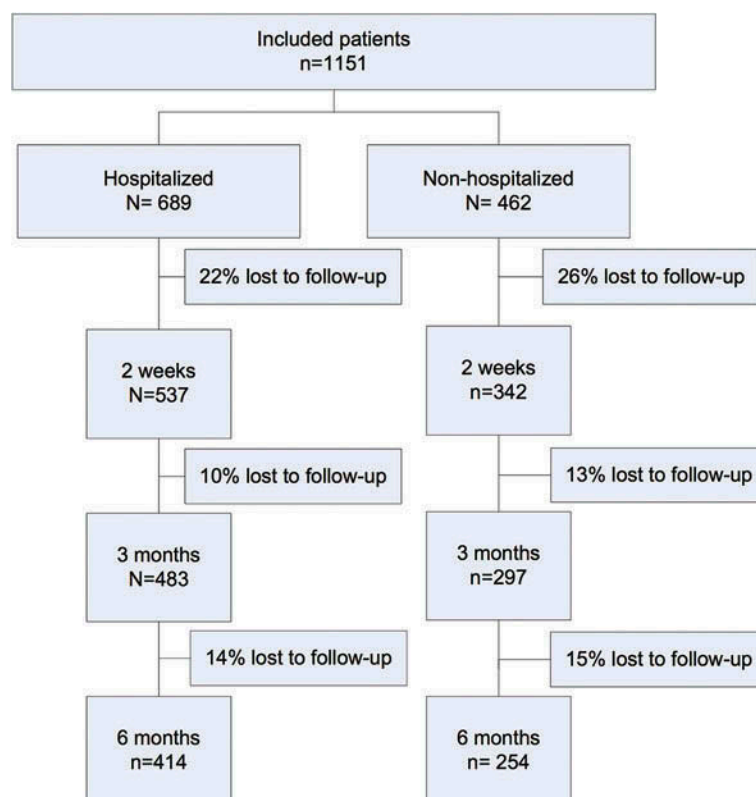 Included patients
n=1151
Hospitalized
N= 689
Non-hospitalized
N= 462
22% lost to follow-up
26% lost to follow-up
2 weeks
N=537
2 weeks
n=342
10% lost to follow-up
13% lost to follow-up
3 months
N=483
3 months
n=297
14% lost to follow-up
15% lost to follow-up
6 months
n=414
6 months
n= 254